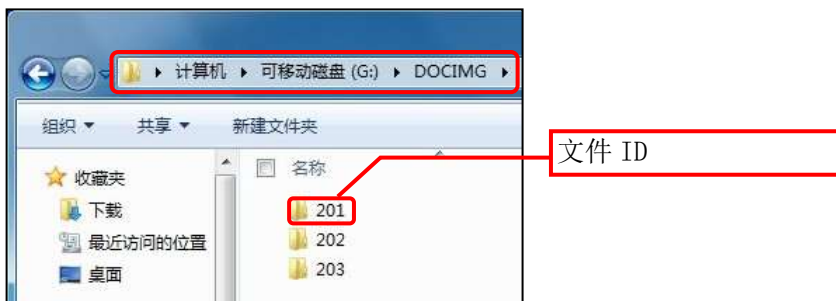 计算机 ▸ 可移动磁盘 (G:) ▸ DOCIMG ▸
组织 ▼ 共享 ▼ 新建文件夹
收藏夹
下载
最近访问的位置
桌面
名称
201
202
203
文件 ID